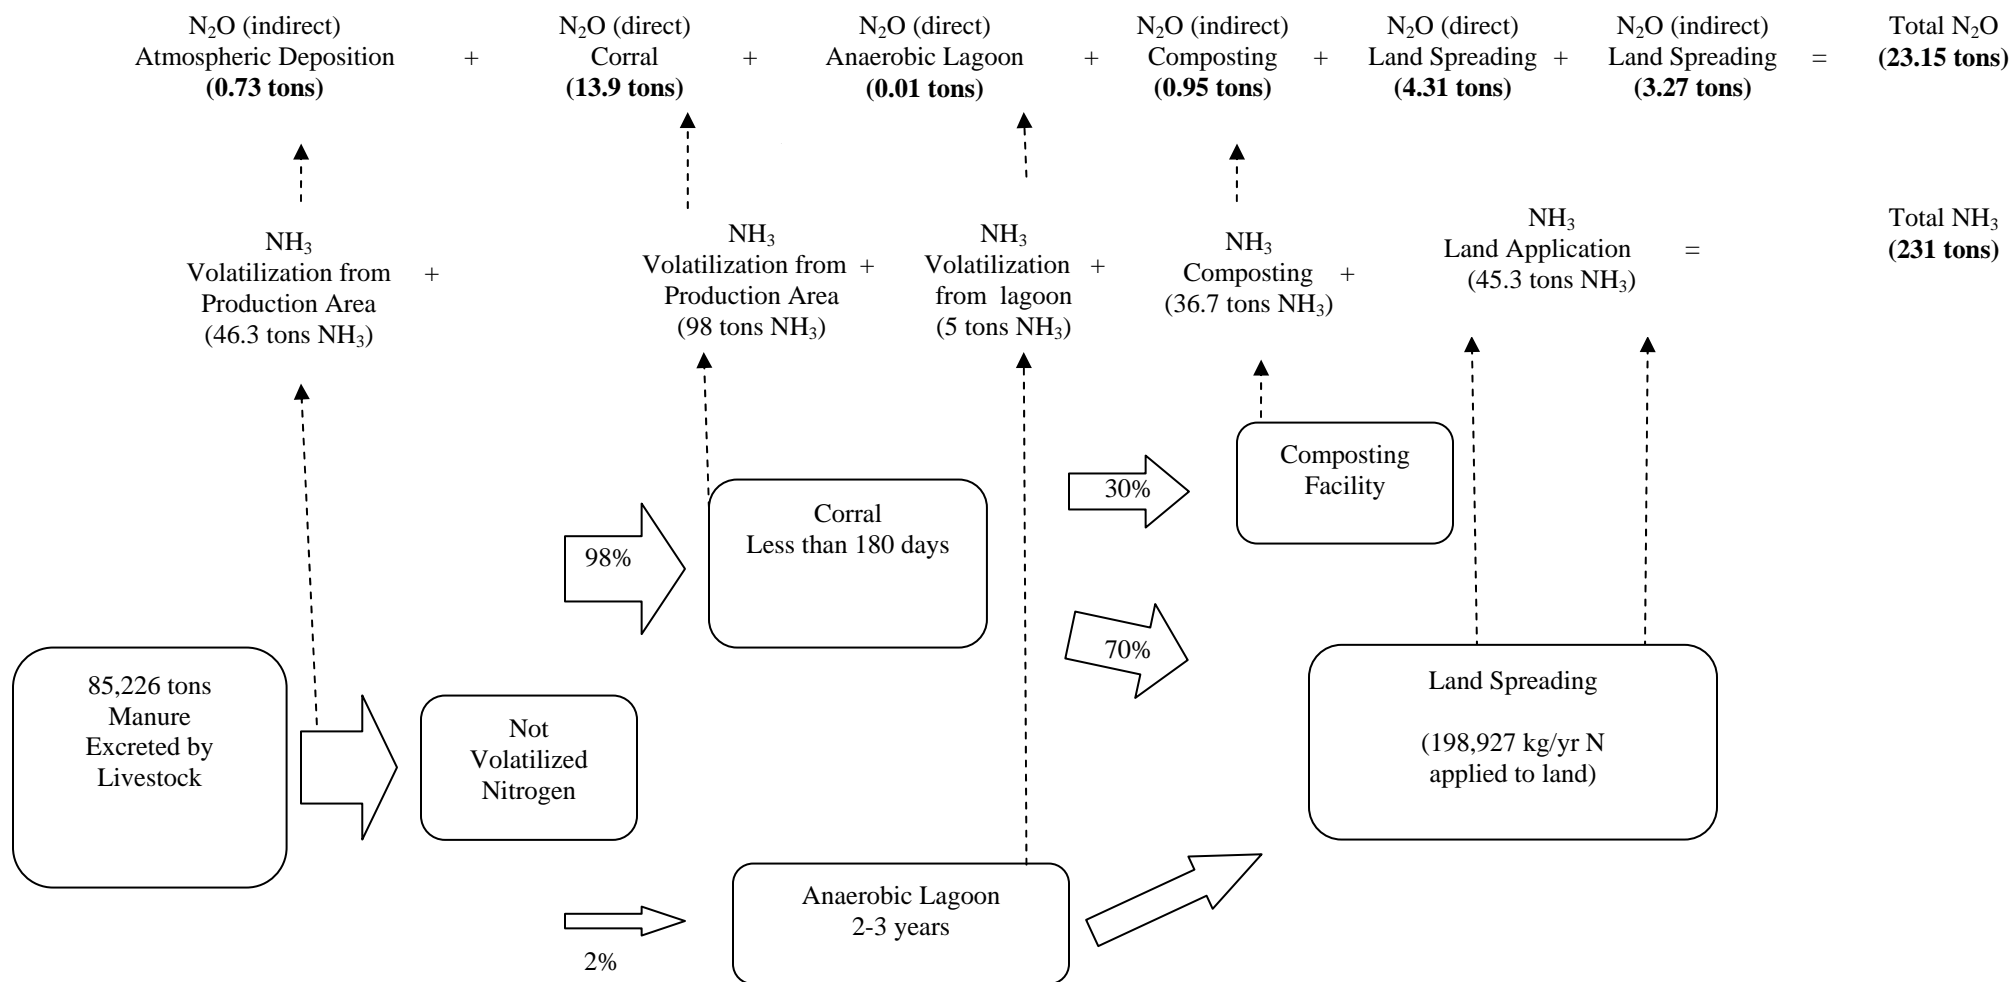 N₂O (indirect)
Atmospheric Deposition
(0.73 tons)
+
N₂O (direct)
Corral
(13.9 tons)
+
N₂O (direct)
Anaerobic Lagoon
(0.01 tons)
+
N₂O (indirect)
Composting
(0.95 tons)
+
N₂O (direct)
Land Spreading
(4.31 tons)
+
N₂O (indirect)
Land Spreading
(3.27 tons)
=
Total N₂O
(23.15 tons)
NH₃
Volatilization from
Production Area
(46.3 tons NH₃)
+
NH₃
Volatilization from
Production Area
(98 tons NH₃)
+
NH₃
Volatilization
from lagoon
(5 tons NH₃)
+
NH₃
Composting
(36.7 tons NH₃)
+
NH₃
Land Application
(45.3 tons NH₃)
=
Total NH₃
(231 tons)
85,226 tons
Manure
Excreted by
Livestock
Not
Volatilized
Nitrogen
98%
Corral
Less than 180 days
30%
Composting
Facility
70%
Land Spreading
(198,927 kg/yr N
applied to land)
2%
Anaerobic Lagoon
2-3 years